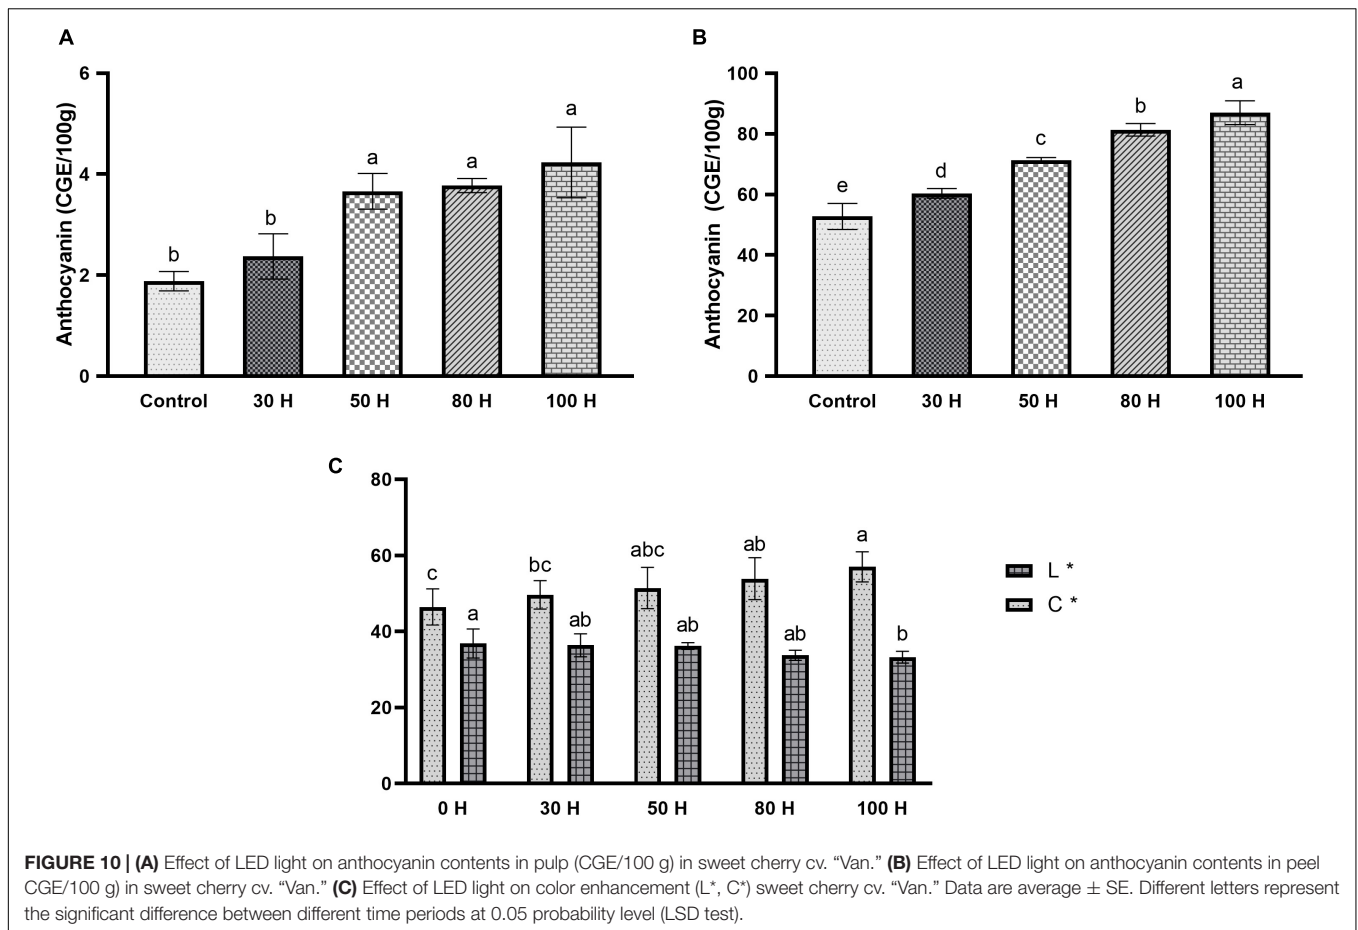 A
Anthocyanin (CGE/100g)
6
4
2
0
b
b
a
a
a
Control 30 H 50 H 80 H 100 H
B
Anthocyanin (CGE/100g)
100
80
60
40
20
0
e
d
c
b
a
Control 30 H 50 H 80 H 100 H
C
80
60
40
20
0
c
a
bc
ab
abc
ab
ab
ab
a
b
0 H 30 H 50 H 80 H 100 H
L *
C *
FIGURE 10 | (A) Effect of LED light on anthocyanin contents in pulp (CGE/100 g) in sweet cherry cv. “Van.” (B) Effect of LED light on anthocyanin contents in peel
CGE/100 g) in sweet cherry cv. “Van.” (C) Effect of LED light on color enhancement (L*, C*) sweet cherry cv. “Van.” Data are average ± SE. Different letters represent
the significant difference between different time periods at 0.05 probability level (LSD test).